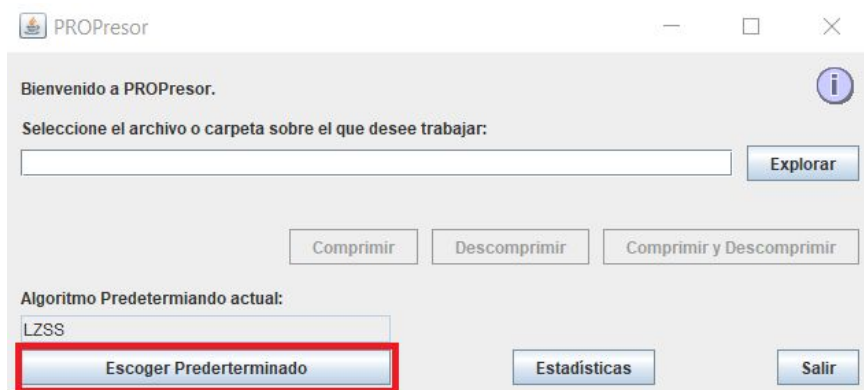 PROPresor
Bienvenido a PROPresor.
i
Seleccione el archivo o carpeta sobre el que desee trabajar:
Explorar
Comprimir Descomprimir Comprimir y Descomprimir
Algoritmo Predetermiando actual:
LZSS
Escoger Prederterminado Estadísticas Salir